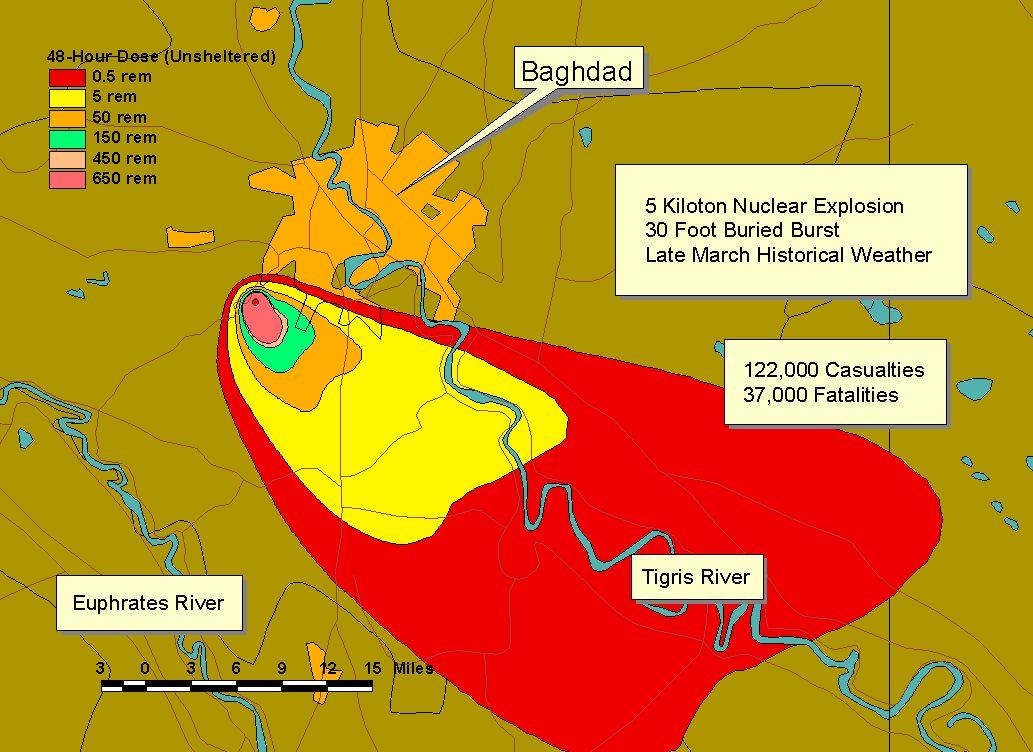 48-Hour Dose (Unsheltered)
0.5 rem
5 rem
50 rem
150 rem
450 rem
650 rem
Baghdad
5 Kiloton Nuclear Explosion
30 Foot Buried Burst
Late March Historical Weather
122,000 Casualties
37,000 Fatalities
Tigris River
Euphrates River
3 0 3 6 9 12 15 Miles